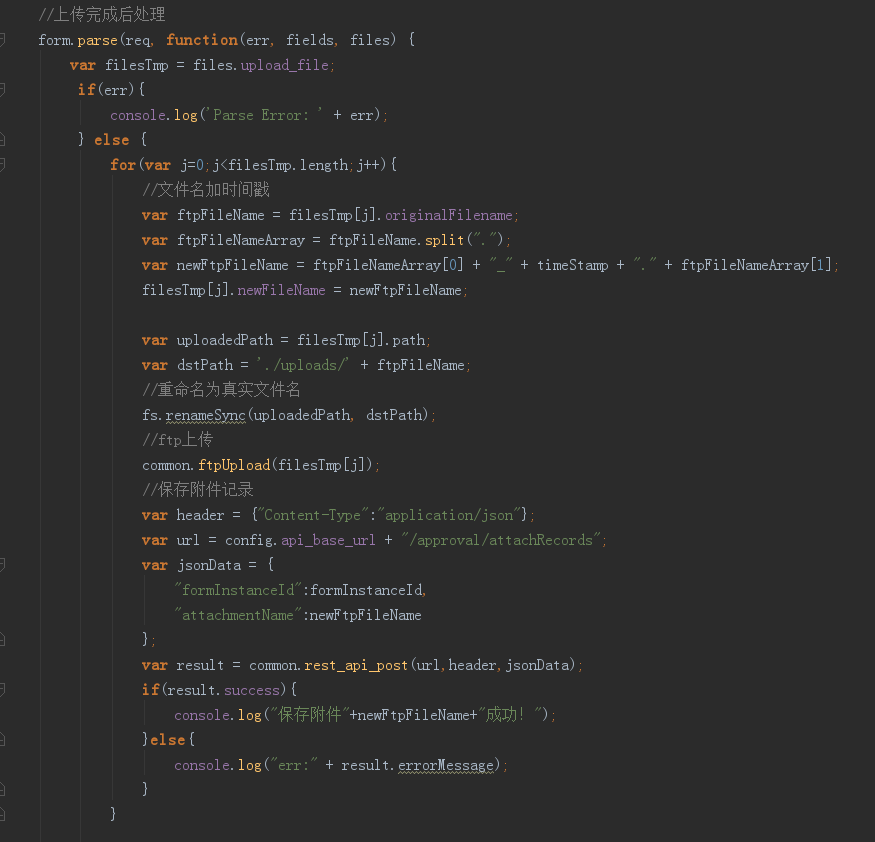 //上传完成后处理
form.parse(req, function(err, fields, files) {
var filesTmp = files.upload_file;
if(err){
console.log('Parse Error: ' + err);
} else {
for(var j=0;j<filesTmp.length;j++){
//文件名加时间戳
var ftpFileName = filesTmp[j].originalFilename;
var ftpFileNameArray = ftpFileName.split(".");
var newFtpFileName = ftpFileNameArray[0] + "_" + timeStamp + "." + ftpFileNameArray[1];
filesTmp[j].newFileName = newFtpFileName;
var uploadedPath = filesTmp[j].path;
var dstPath = './uploads/' + ftpFileName;
//重命名为真实文件名
fs.renameSync(uploadedPath, dstPath);
//ftp上传
common.ftpUpload(filesTmp[j]);
//保存附件记录
var header = {"Content-Type":"application/json"};
var url = config.api_base_url + "/approval/attachRecords";
var jsonData = {
"formInstanceId":formInstanceId,
"attachmentName":newFtpFileName
};
var result = common.rest_api_post(url,header,jsonData);
if(result.success){
console.log("保存附件"+newFtpFileName+"成功！");
}else{
console.log("err:" + result.errorMessage);
}
}